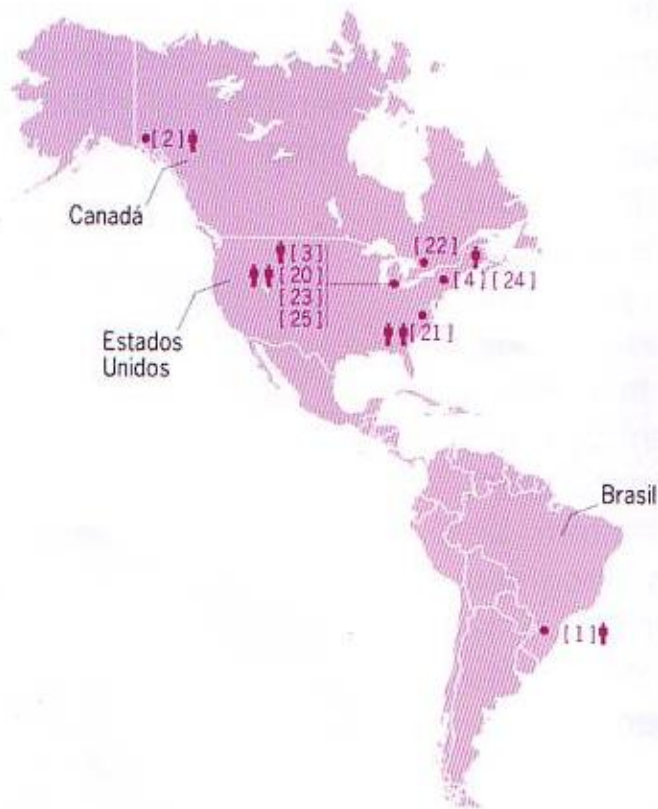 [2]
Canadá
[22]
[3]
[20]
[4][24]
[23]
[25]
[21]
Estados
Unidos
Brasil
[1]